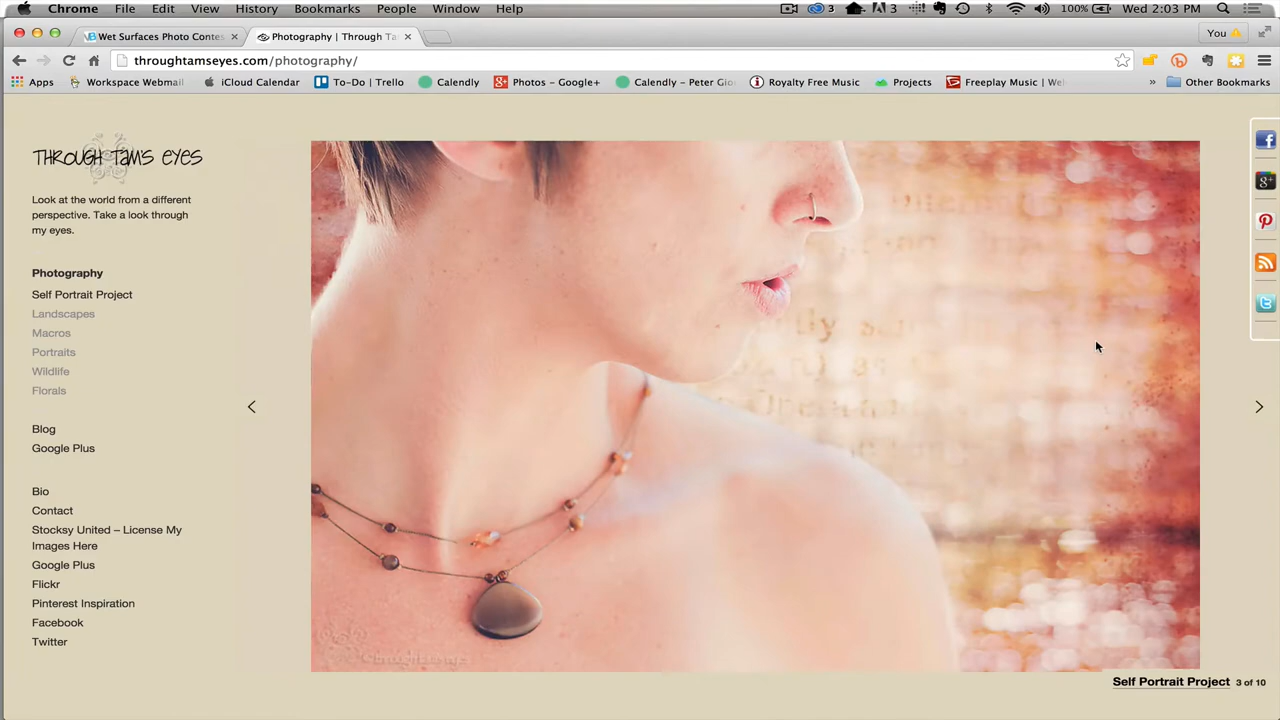 Chrome File Edit View History Bookmarks People Window Help 3 3 100% Wed 2:03 PM
Wet Surfaces Photo Contes × Photography | Through Ta × You
throughtamseyes.com/photography/
Apps Workspace Webmail iCloud Calendar To-Do | Trello Calendly Photos - Google+ Calendly - Peter Gio Royalty Free Music Projects Freeplay Music | We » Other Bookmarks
THROUGH TAM'S EYES
Look at the world from a different
perspective. Take a look through
my eyes.
Photography
Self Portrait Project
Landscapes
Macros
Portraits
Wildlife
Florals
Blog
Google Plus
Bio
Contact
Stocksy United – License My
Images Here
Google Plus
Flickr
Pinterest Inspiration
Facebook
Twitter
Self Portrait Project 3 of 10